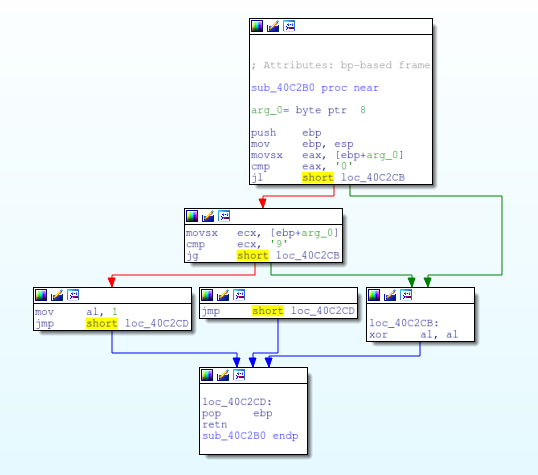 ; Attributes: bp-based frame
sub_40C2B0 proc near
arg_0= byte ptr  8
push    ebp
mov     ebp, esp
movsx   eax, [ebp+arg_0]
cmp     eax, '0'
jl      short loc_40C2CB
movsx   ecx, [ebp+arg_0]
cmp     ecx, '9'
jg      short loc_40C2CB
mov     al, 1
jmp     short loc_40C2CD
jmp     short loc_40C2CD
loc_40C2CB:
xor     al, al
loc_40C2CD:
pop     ebp
retn
sub_40C2B0 endp